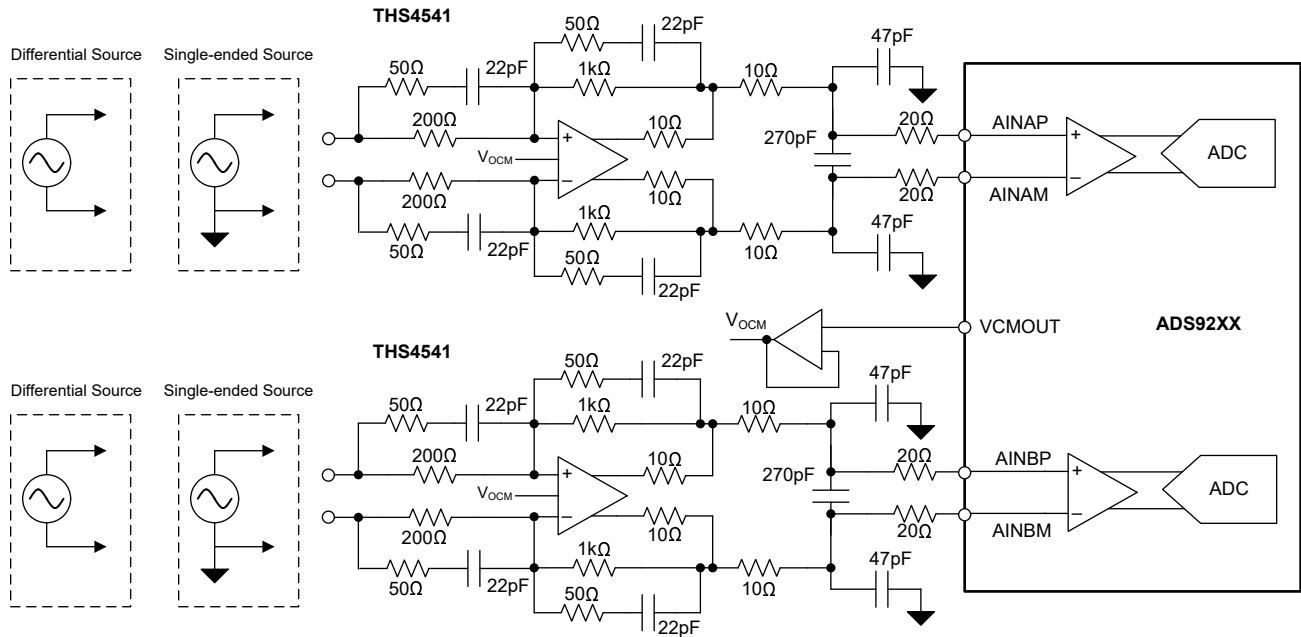 THS4541
Differential Source
Single-ended Source
50Ω
22pF
50Ω
22pF
1kΩ
10Ω
47pF
200Ω
+
10Ω
VOCM
270pF
20Ω
AINAP
+
ADC
−
10Ω
20Ω
AINAM
−
200Ω
50Ω
22pF
1kΩ
50Ω
22pF
10Ω
47pF
VOCM
VCMOUT
ADS92XX
THS4541
Differential Source
Single-ended Source
50Ω
22pF
50Ω
22pF
1kΩ
10Ω
47pF
200Ω
+
10Ω
VOCM
270pF
20Ω
AINBP
+
ADC
−
10Ω
20Ω
AINBM
−
200Ω
50Ω
22pF
1kΩ
50Ω
22pF
10Ω
47pF